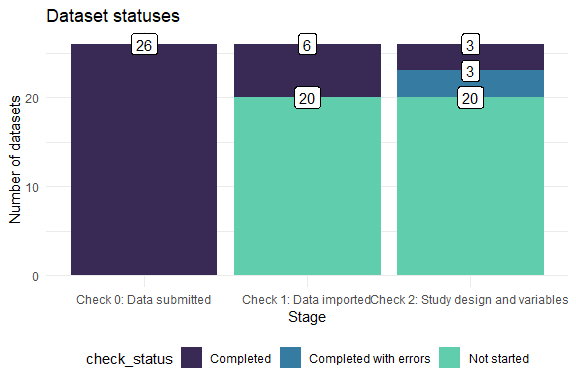 Dataset statuses
26
6
3
3
20
20
20
10
0
Number of datasets
Check 0: Data submitted
Check 1: Data imported
Check 2: Study design and variables
Stage
check_status
Completed
Completed with errors
Not started